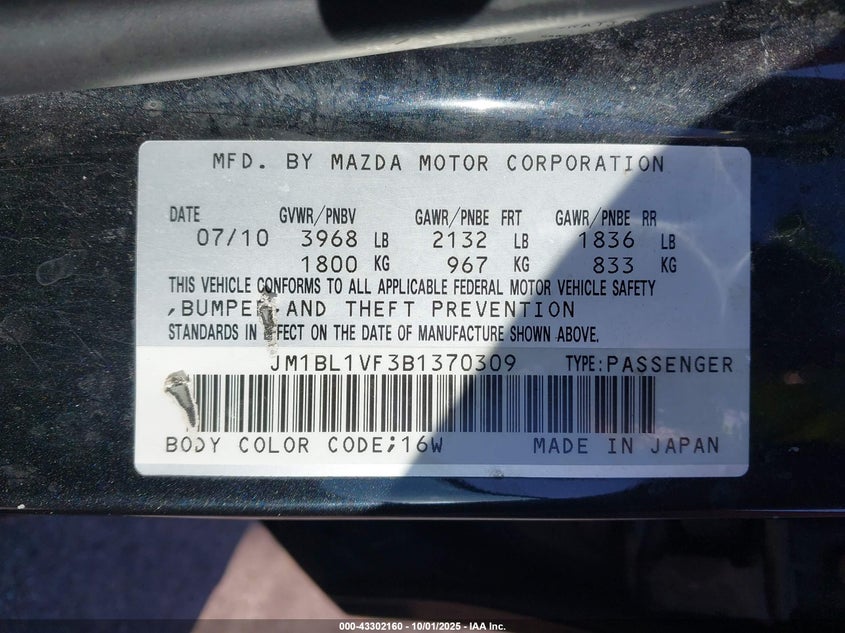 MFD. BY MAZDA MOTOR CORPORATION
DATE GVWR/PNBV GAWR/PNBE FRT GAWR/PNBE RR
07/10 3968 LB 2132 LB 1836 LB
1800 KG 967 KG 833 KG
THIS VEHICLE CONFORMS TO ALL APPLICABLE FEDERAL MOTOR VEHICLE SAFETY
,BUMPER, AND THEFT PREVENTION
STANDARDS IN EFFECT ON THE DATE OF MANUFACTURE SHOWN ABOVE.
JM1BL1VF3B1370309 TYPE:PASSENGER
BODY COLOR CODE;16W MADE IN JAPAN
000-43302160 - 10/01/2025 - IAA Inc.